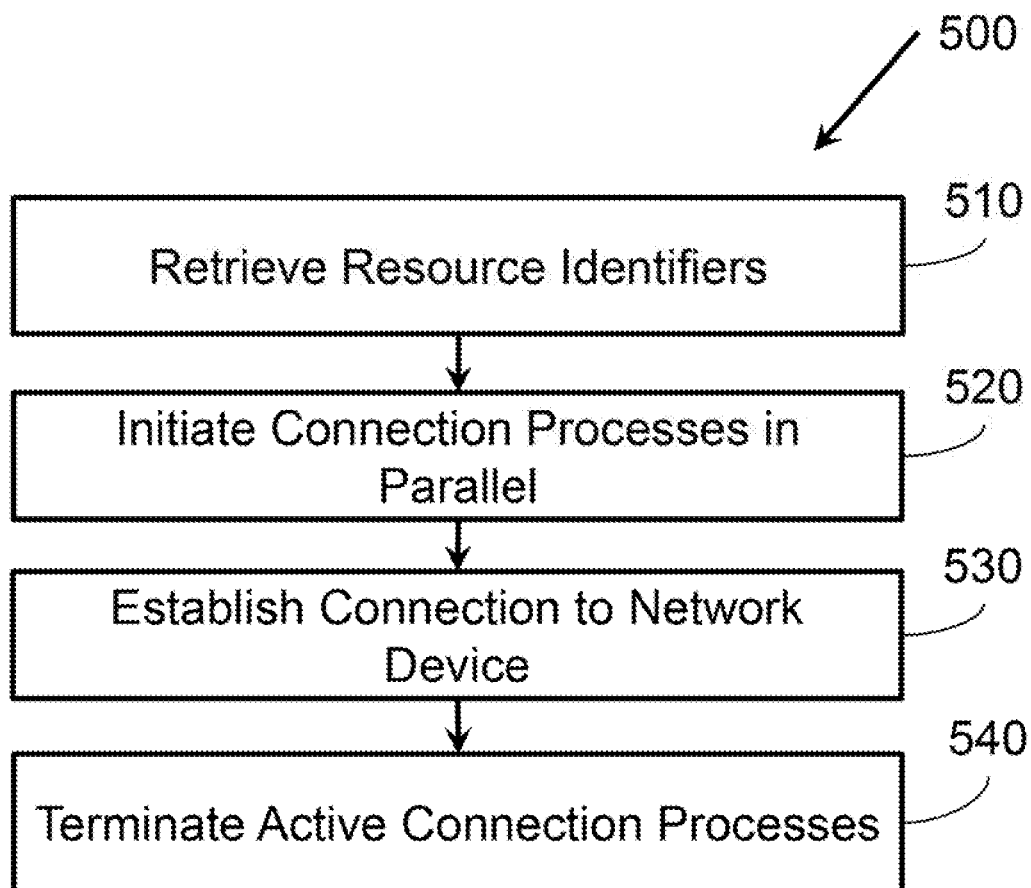 500
510
Retrieve Resource Identifiers
520
Initiate Connection Processes in
Parallel
530
Establish Connection to Network
Device
540
Terminate Active Connection Processes